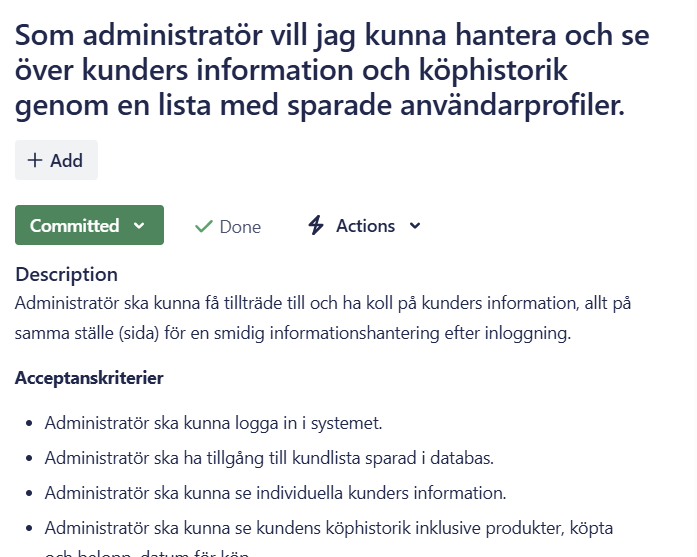 Som administratör vill jag kunna hantera och se
över kunders information och köphistorik
genom en lista med sparade användarprofiler.
+ Add
Committed
Done
Actions
Description
Administratör ska kunna få tillträde till och ha koll på kunders information, allt på
samma ställe (sida) för en smidig informationshantering efter inloggning.
Acceptanskriterier
• Administratör ska kunna logga in i systemet.
• Administratör ska ha tillgång till kundlista sparad i databas.
• Administratör ska kunna se individuella kunders information.
• Administratör ska kunna se kundens köphistorik inklusive produkter, köpta
och belopp, datum för köp